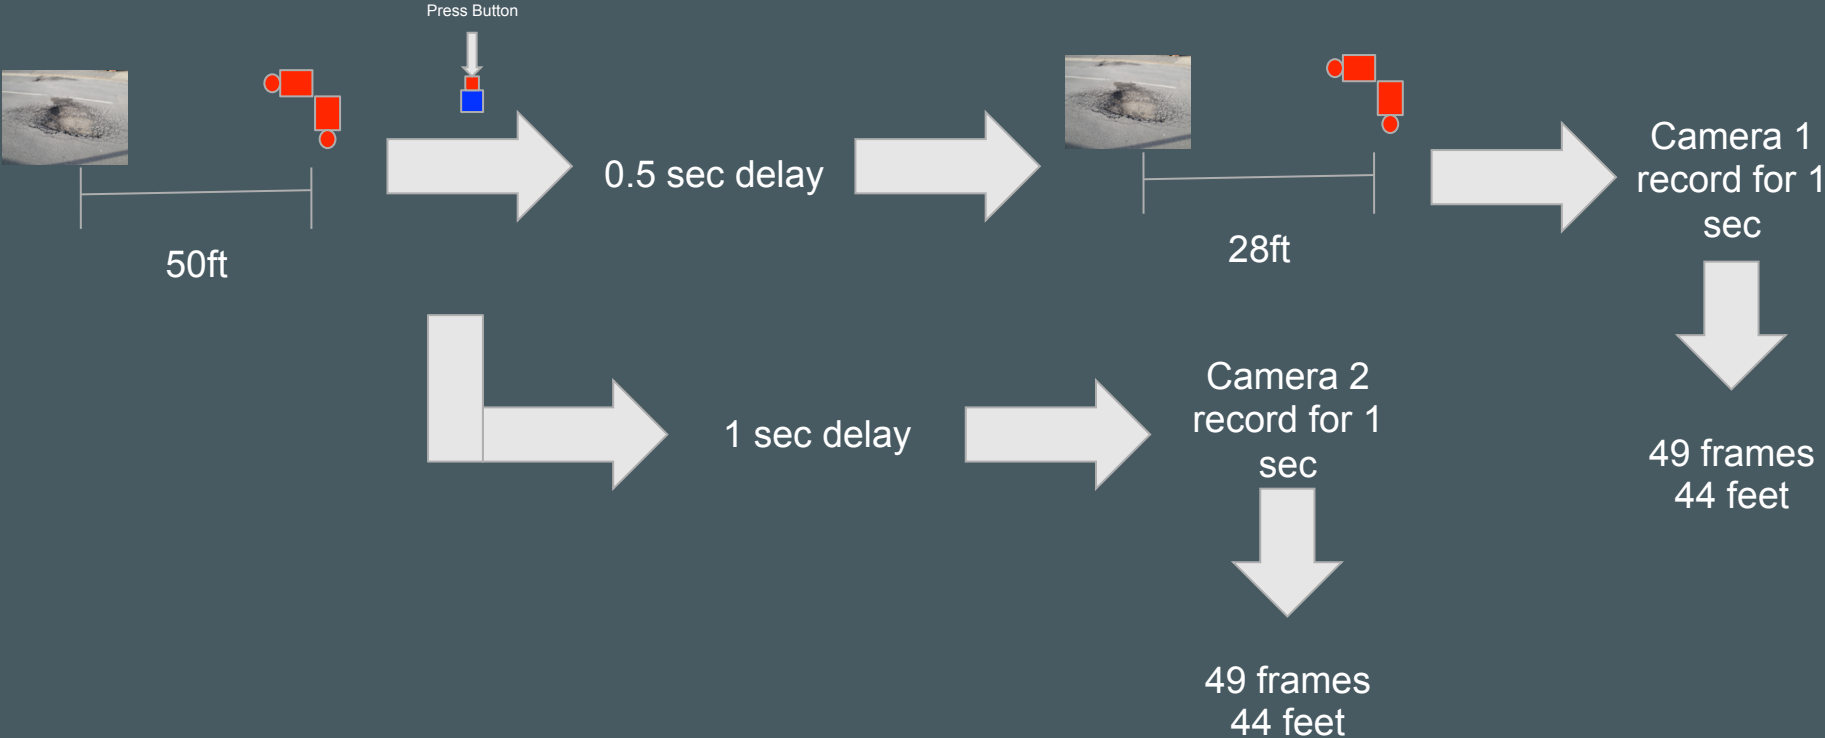 Press Button
50ft
0.5 sec delay
28ft
Camera 1
record for 1
sec
49 frames
44 feet
1 sec delay
Camera 2
record for 1
sec
49 frames
44 feet